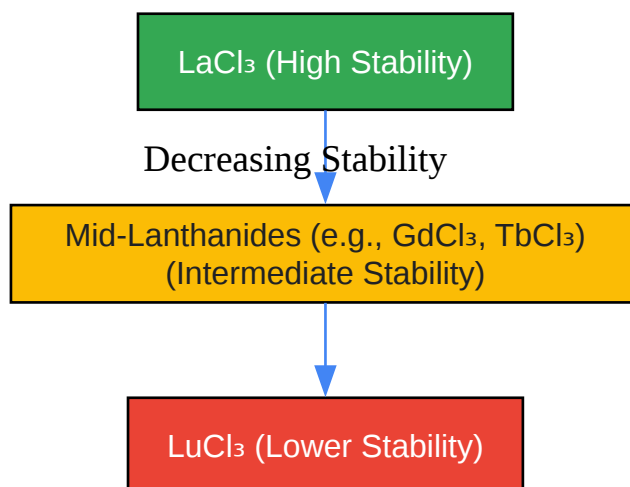 LaCl₃ (High Stability)
Decreasing Stability
Mid-Lanthanides (e.g., GdCl₃, TbCl₃)
(Intermediate Stability)
LuCl₃ (Lower Stability)